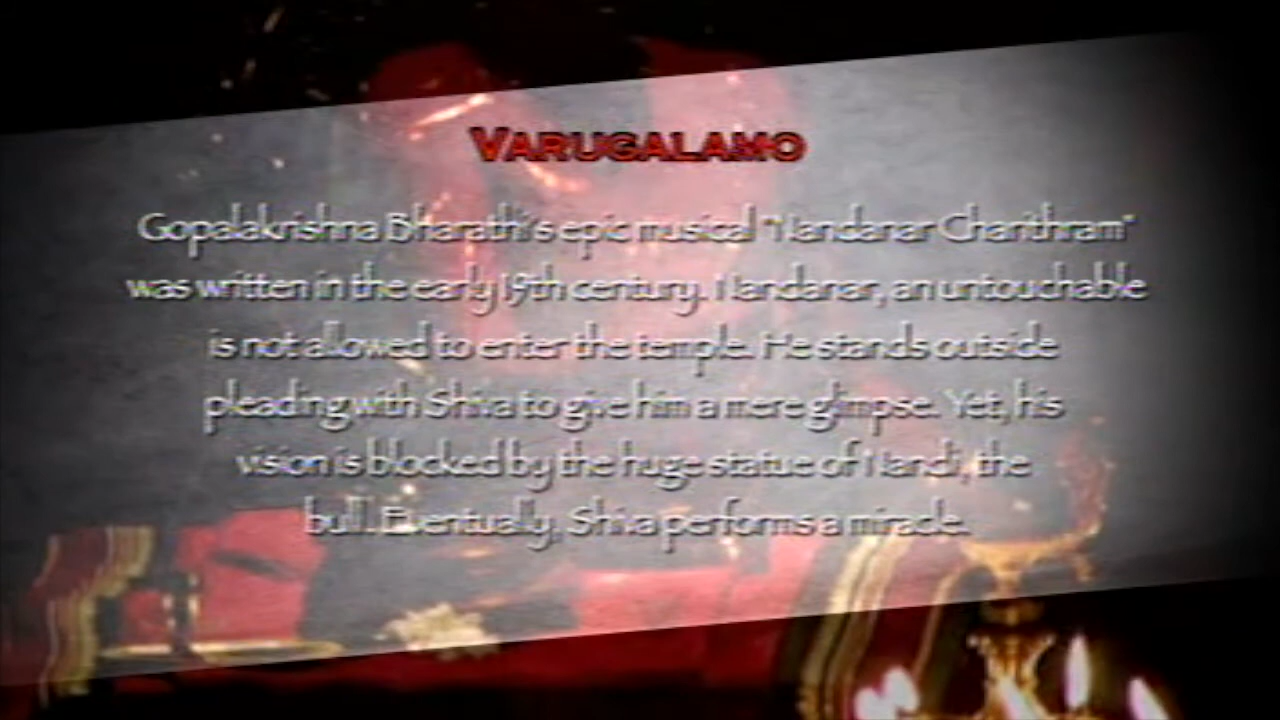 VARUGALAMO
Gopalakrishna Bharathi's epic musical "Nandanar Charithram"
was written in the early 19th century. Nandanar, an untouchable
is not allowed to enter the temple. He stands outside
pleading with Shiva to give him a mere glimpse. Yet, his
vision is blocked by the huge statue of Nandi, the
bull. Eventually, Shiva performs a miracle.